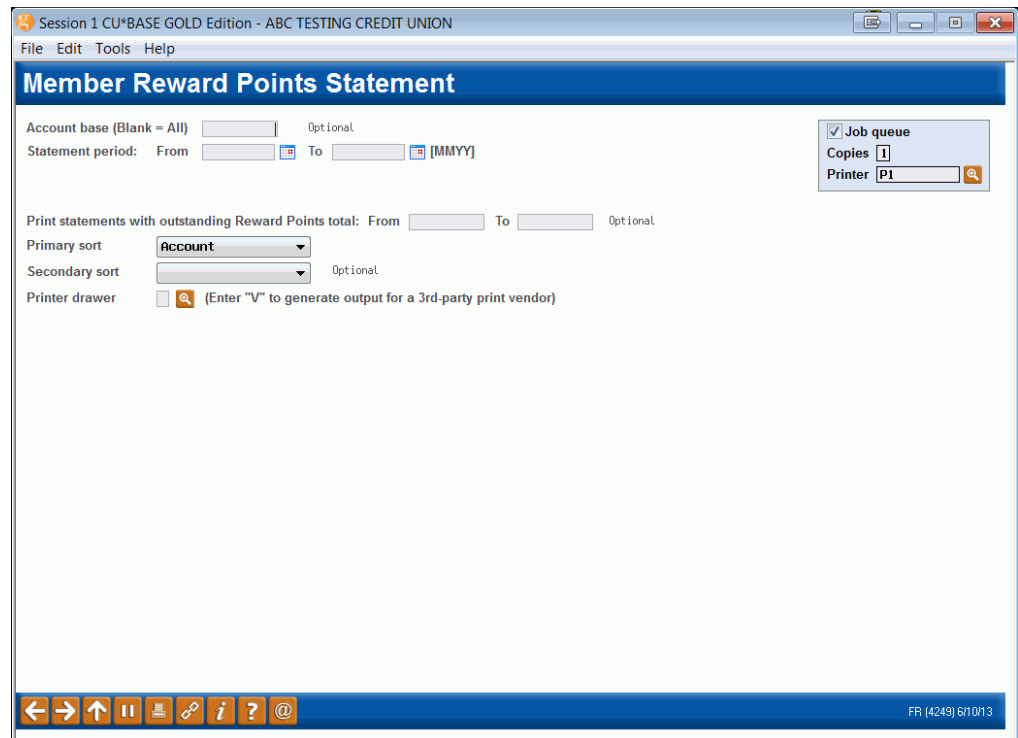 Session 1 CU*BASE GOLD Edition - ABC TESTING CREDIT UNION
File Edit Tools Help
Member Reward Points Statement
Account base (Blank = All) Optional
Job queue
Statement period: From To [MMYY]
Copies 1
Printer P1
Print statements with outstanding Reward Points total: From To Optional
Primary sort Account
Secondary sort Optional
Printer drawer (Enter "V" to generate output for a 3rd-party print vendor)
FR (4249) 6/10/13